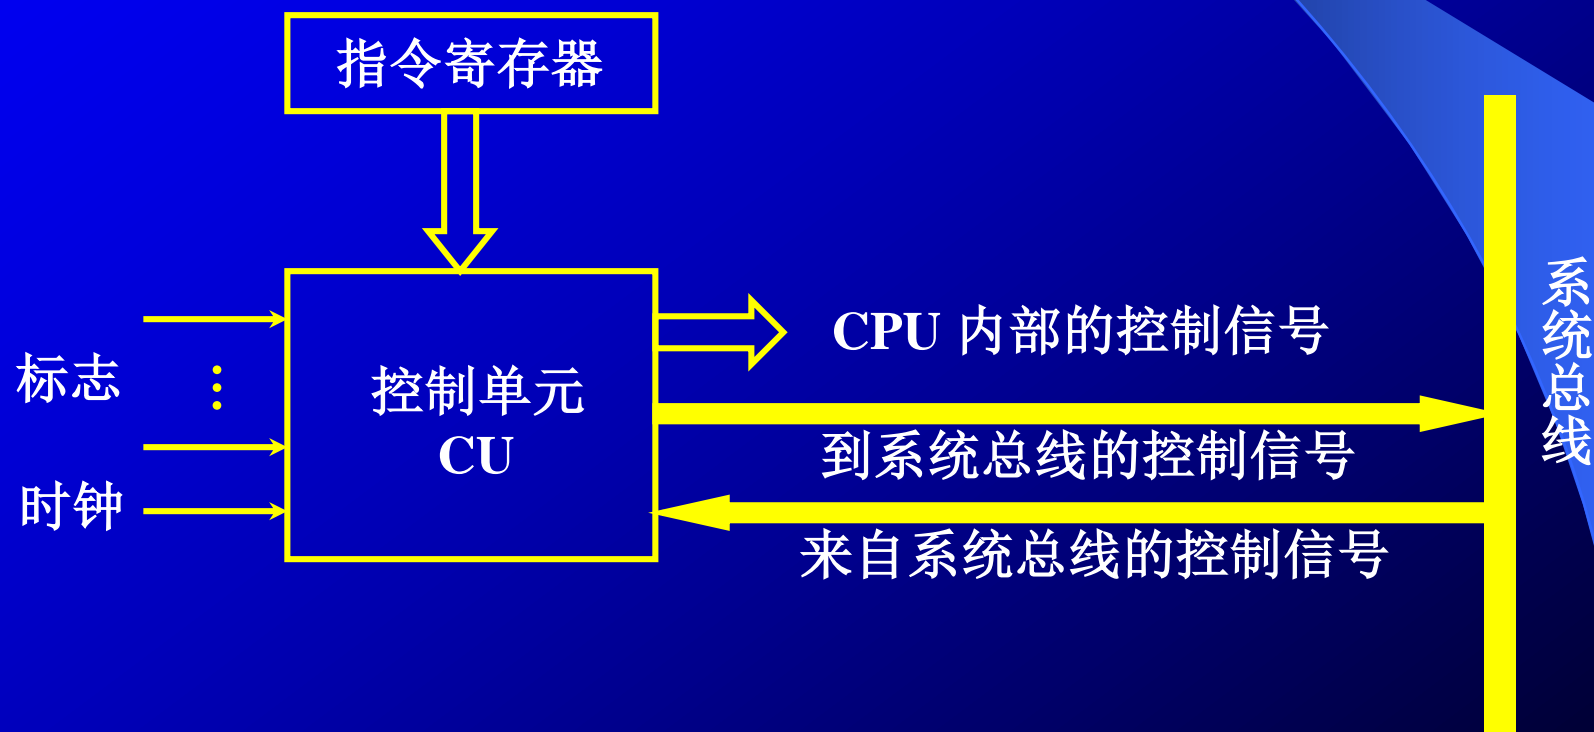 指令寄存器
CPU 内部的控制信号
标志
控制单元
CU
到系统总线的控制信号
时钟
来自系统总线的控制信号
系统总线